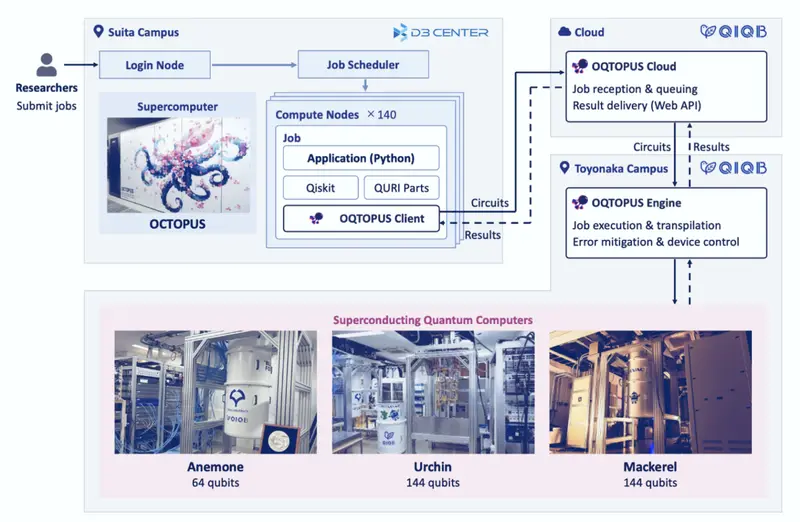 Suita Campus
D3 CENTER
Researchers
Submit jobs
Login Node
Job Scheduler
Supercomputer
OCTOPUS
OCTOPUS
Compute Nodes ×140
Job
Application (Python)
Qiskit
QURI Parts
OQTOPUS Client
Circuits
Results
Cloud
QIQB
OQTOPUS Cloud
Job reception & queuing
Result delivery (Web API)
Circuits
Results
Toyonaka Campus
QIQB
OQTOPUS Engine
Job execution & transpilation
Error mitigation & device control
Superconducting Quantum Computers
QIQB
QIQB
Anemone
64 qubits
Urchin
144 qubits
Mackerel
144 qubits